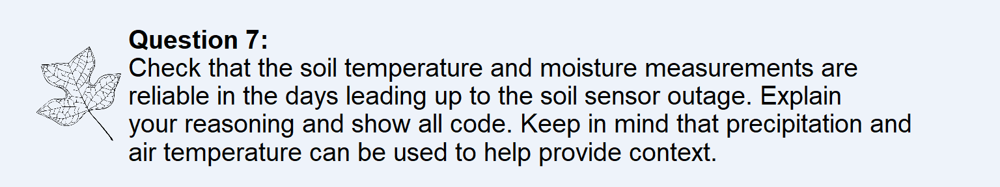 Question 7:
Check that the soil temperature and moisture measurements are
reliable in the days leading up to the soil sensor outage. Explain
your reasoning and show all code. Keep in mind that precipitation and
air temperature can be used to help provide context.